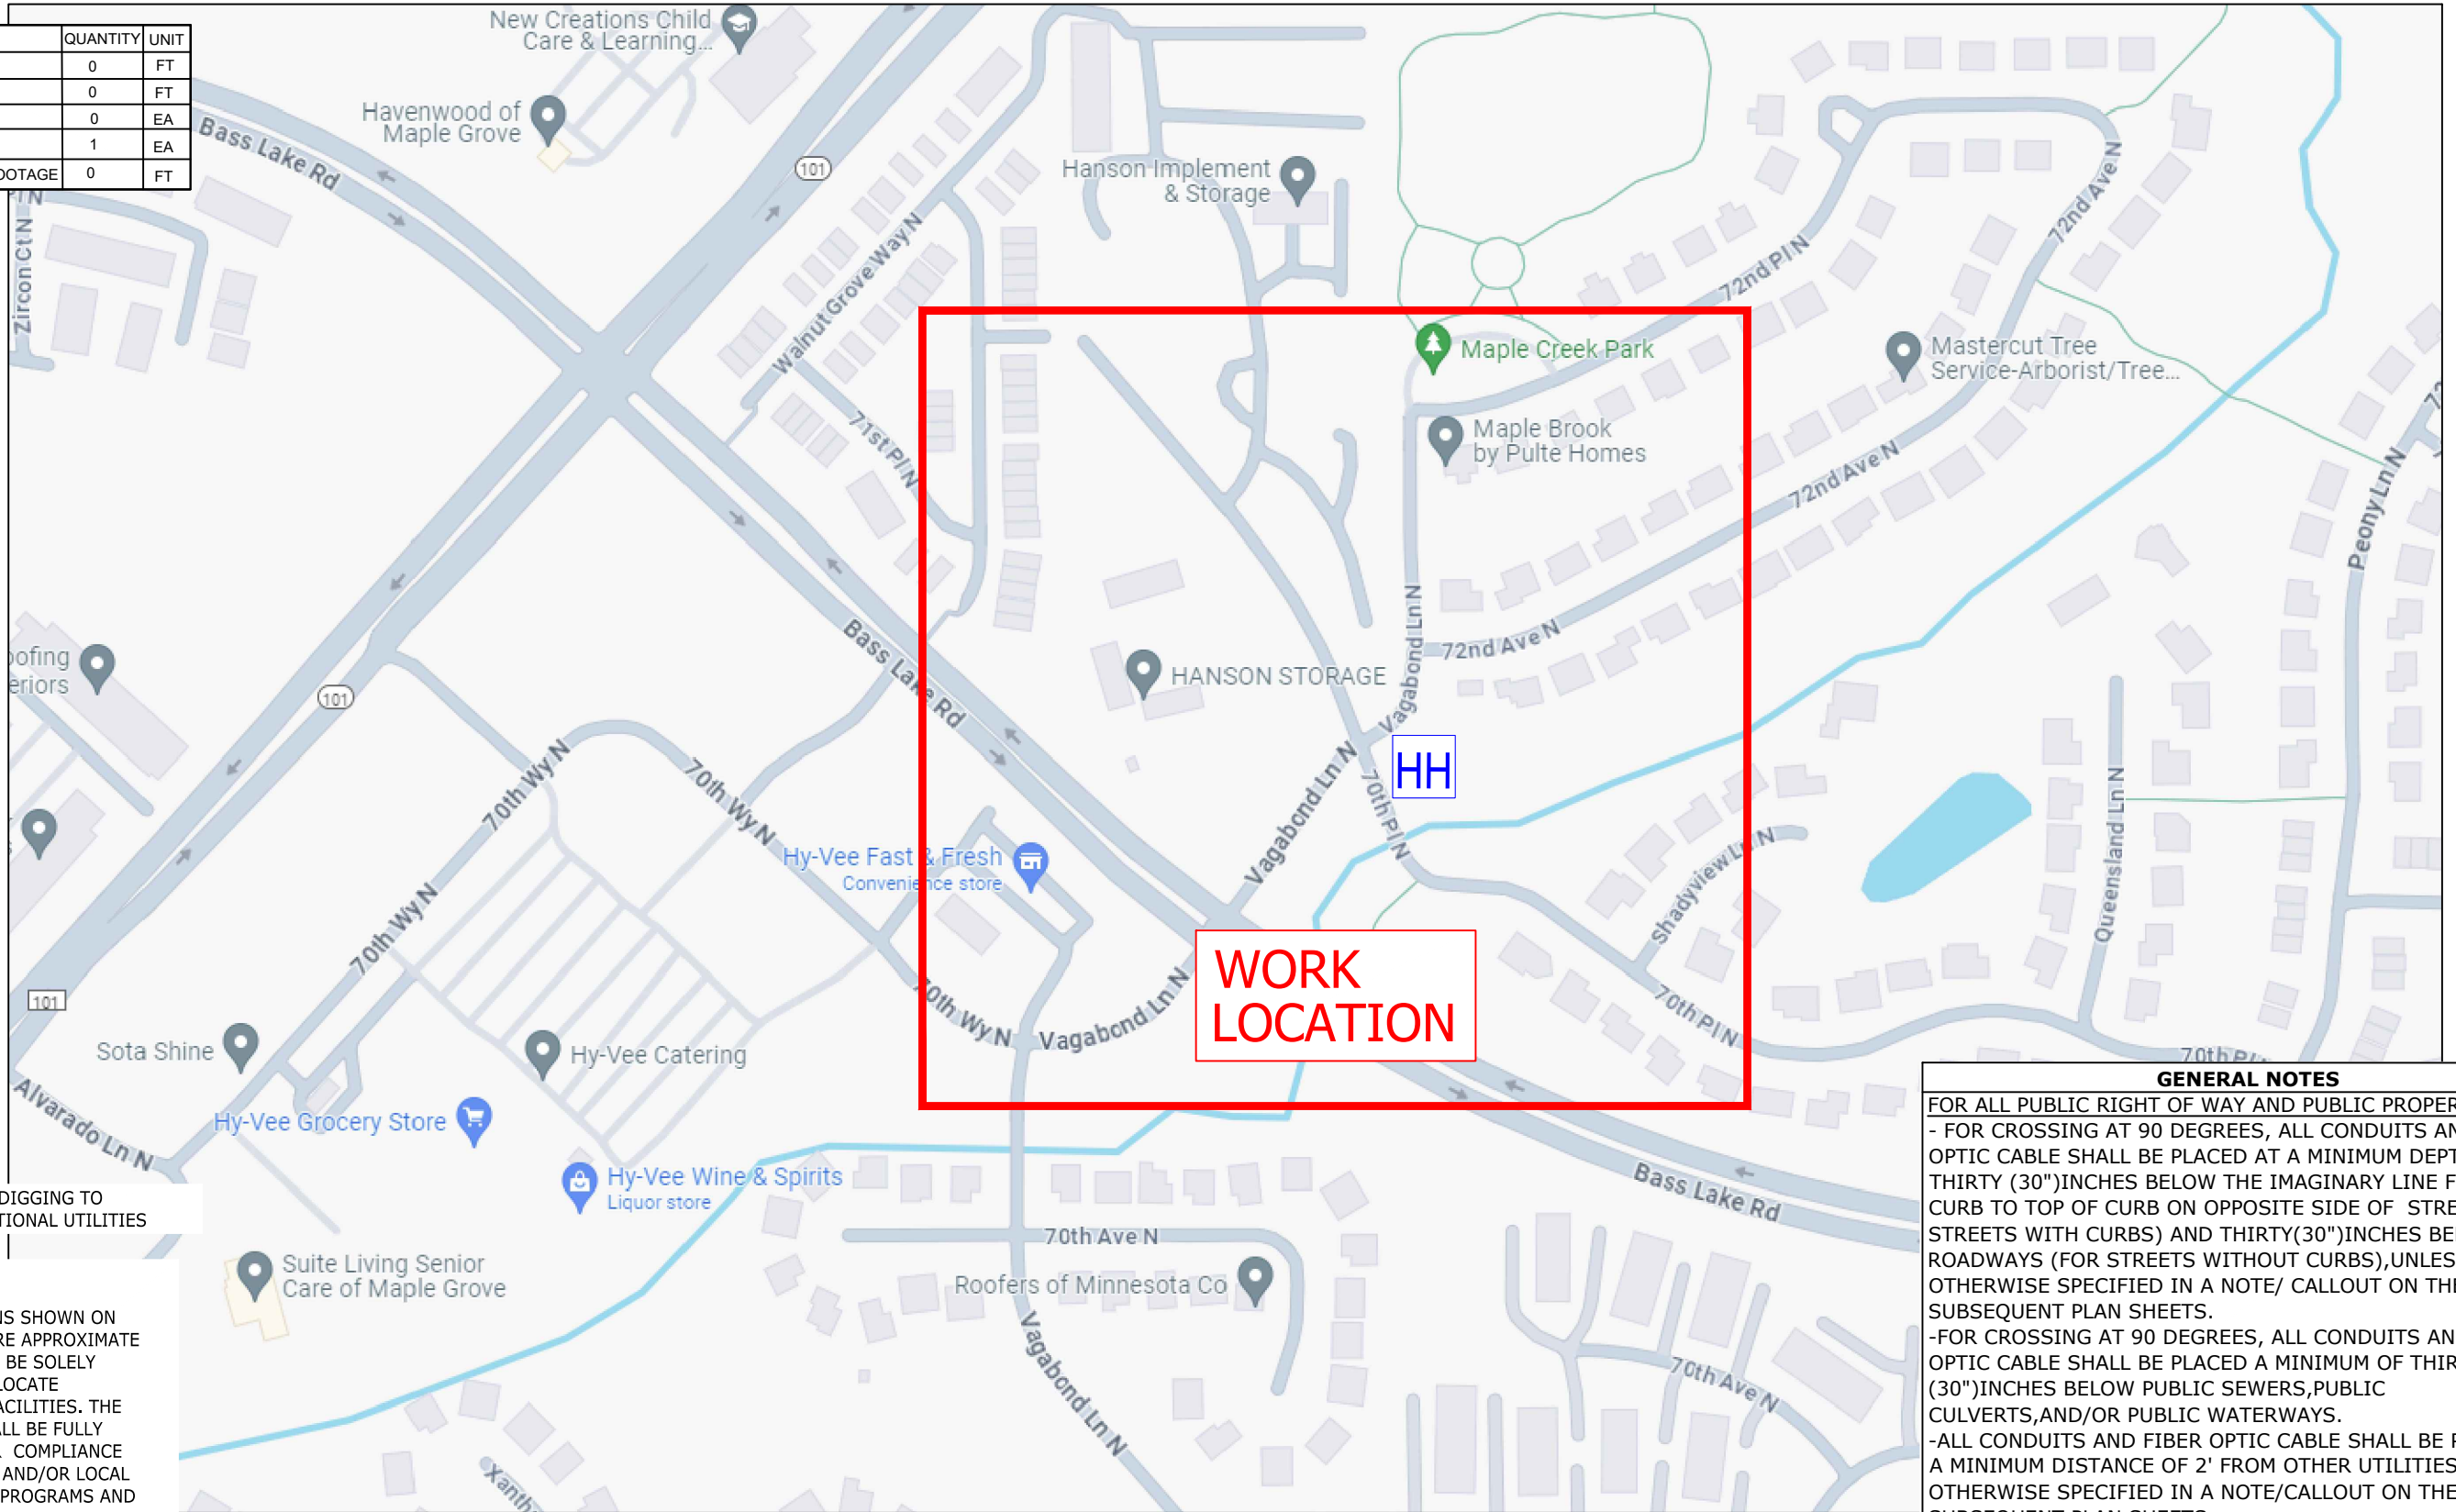 QUANTITY UNIT
0 FT
0 FT
0 EA
1 EA
OOTAGE 0 FT
New Creations Child
Care & Learning...
Havenwood of
Maple Grove
Bass Lake Rd
101
Hanson Implement
& Storage
Zircon Ct N
Pl N
Walnut Grove Way N
72nd Pl N
72nd Ave N
Maple Creek Park
Mastercut Tree
Service-Arborist/Tree...
71st Pl N
Maple Brook
by Pulte Homes
72nd Ave N
Peony Ln N
Vagabond Ln N
72nd Ave N
Bass Lake Rd
oofing
eriors
101
HANSON STORAGE
HH
70th Wy N
70th Wy N
Vagabond Ln N
70th Pl N
Queensland Ln N
Shadyview Ln N
Hy-Vee Fast & Fresh
Convenience store
70th Wy N
WORK
LOCATION
101
70th Wy N
Vagabond Ln N
70th Pl N
70th Pl
Sota Shine
Hy-Vee Catering
Alvarado Ln N
Hy-Vee Grocery Store
Hy-Vee Wine & Spirits
Liquor store
Bass Lake Rd
70th Ave N
Suite Living Senior
Care of Maple Grove
Roofers of Minnesota Co
Vagabond Ln N
70th Ave N
Xanth
DIGGING TO
TIONAL UTILITIES
NS SHOWN ON
RE APPROXIMATE
BE SOLELY
LOCATE
ACILITIES. THE
ALL BE FULLY
COMPLIANCE
AND/OR LOCAL
PROGRAMS AND
GENERAL NOTES
FOR ALL PUBLIC RIGHT OF WAY AND PUBLIC PROPER
- FOR CROSSING AT 90 DEGREES, ALL CONDUITS AN
OPTIC CABLE SHALL BE PLACED AT A MINIMUM DEPT
THIRTY (30")INCHES BELOW THE IMAGINARY LINE F
CURB TO TOP OF CURB ON OPPOSITE SIDE OF STRE
STREETS WITH CURBS) AND THIRTY(30")INCHES BE
ROADWAYS (FOR STREETS WITHOUT CURBS),UNLES
OTHERWISE SPECIFIED IN A NOTE/ CALLOUT ON THE
SUBSEQUENT PLAN SHEETS.
-FOR CROSSING AT 90 DEGREES, ALL CONDUITS AN
OPTIC CABLE SHALL BE PLACED A MINIMUM OF THIR
(30")INCHES BELOW PUBLIC SEWERS,PUBLIC
CULVERTS,AND/OR PUBLIC WATERWAYS.
-ALL CONDUITS AND FIBER OPTIC CABLE SHALL BE P
A MINIMUM DISTANCE OF 2' FROM OTHER UTILITIES
OTHERWISE SPECIFIED IN A NOTE/CALLOUT ON THE